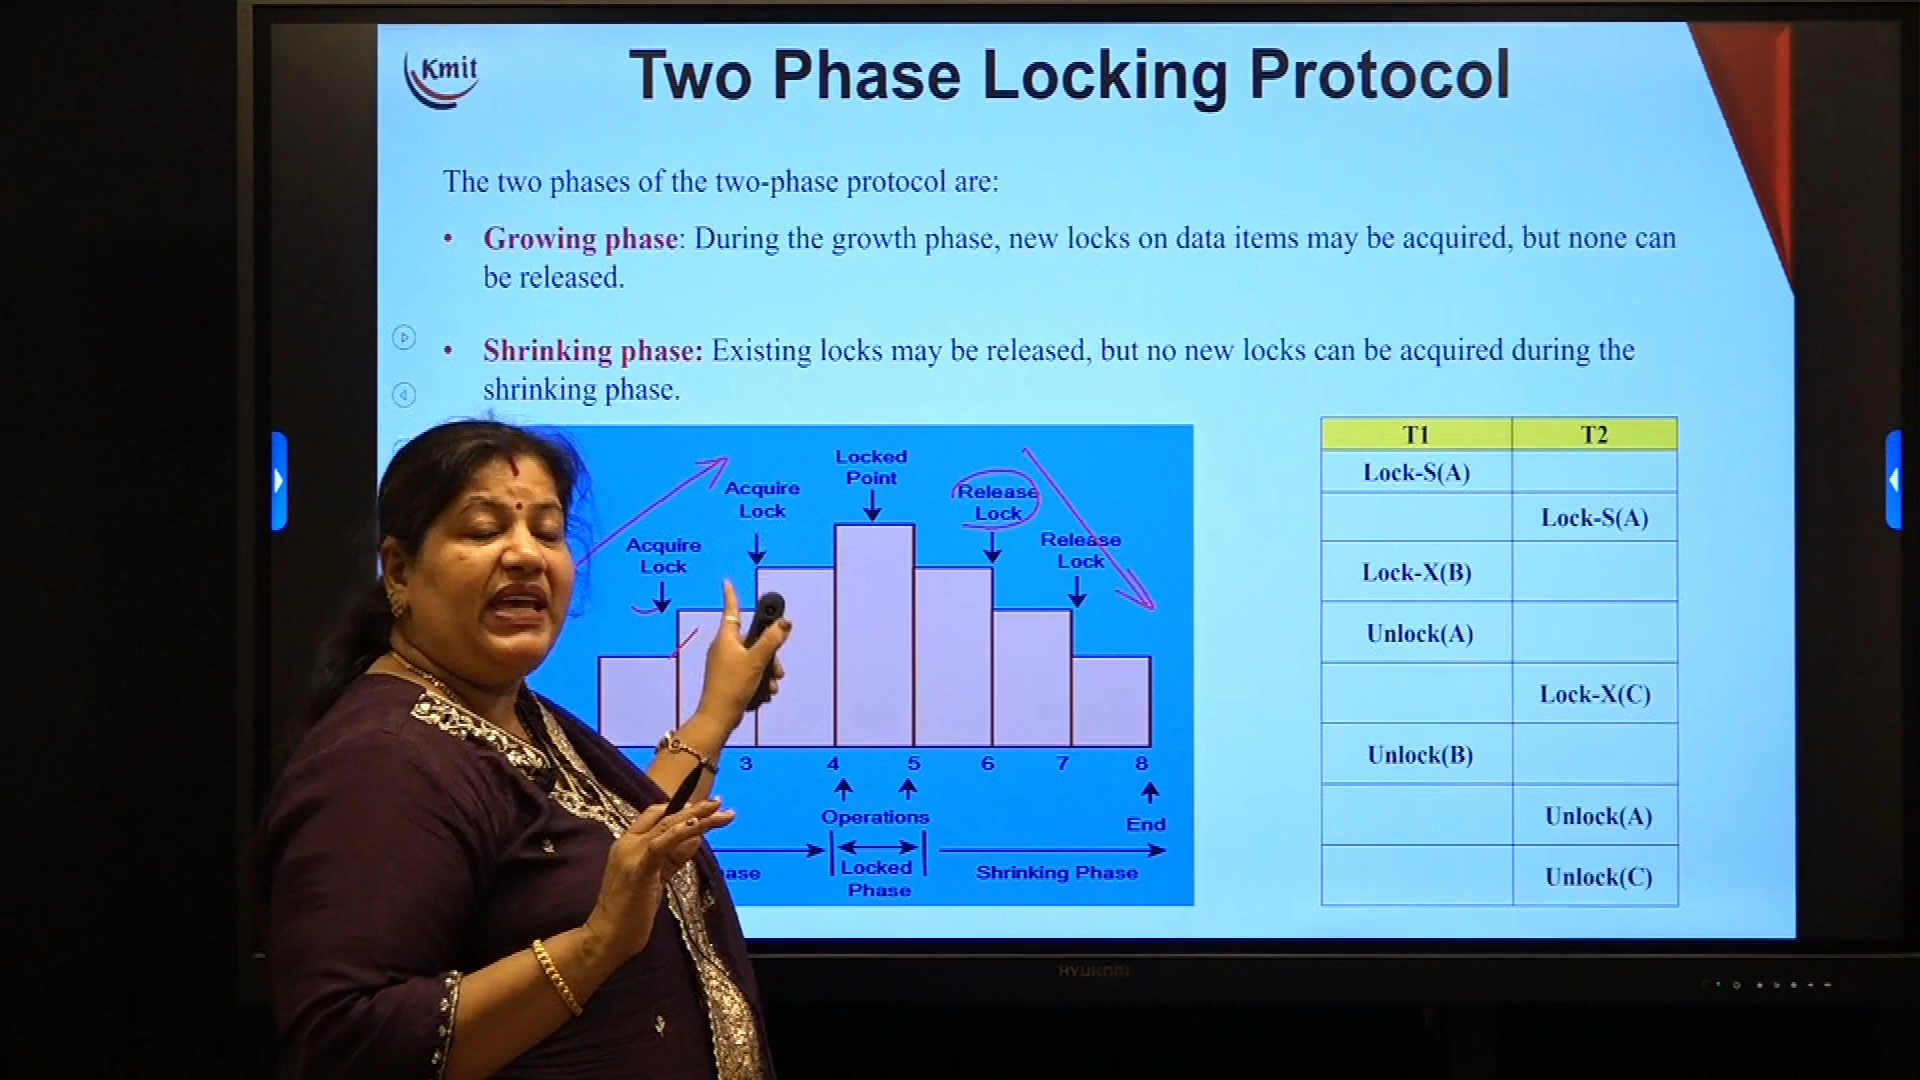 Kmit
Two Phase Locking Protocol
The two phases of the two-phase protocol are:
• Growing phase: During the growth phase, new locks on data items may be acquired, but none can
be released.
• Shrinking phase: Existing locks may be released, but no new locks can be acquired during the
shrinking phase.
Acquire
Lock
Acquire
Lock
Locked
Point
Release
Lock
Release
Lock
3 4 5 6 7 8
Operations
End
Locked
Phase
Shrinking Phase
T1 T2
Lock-S(A)
Lock-S(A)
Lock-X(B)
Unlock(A)
Lock-X(C)
Unlock(B)
Unlock(A)
Unlock(C)
HYUNDAI